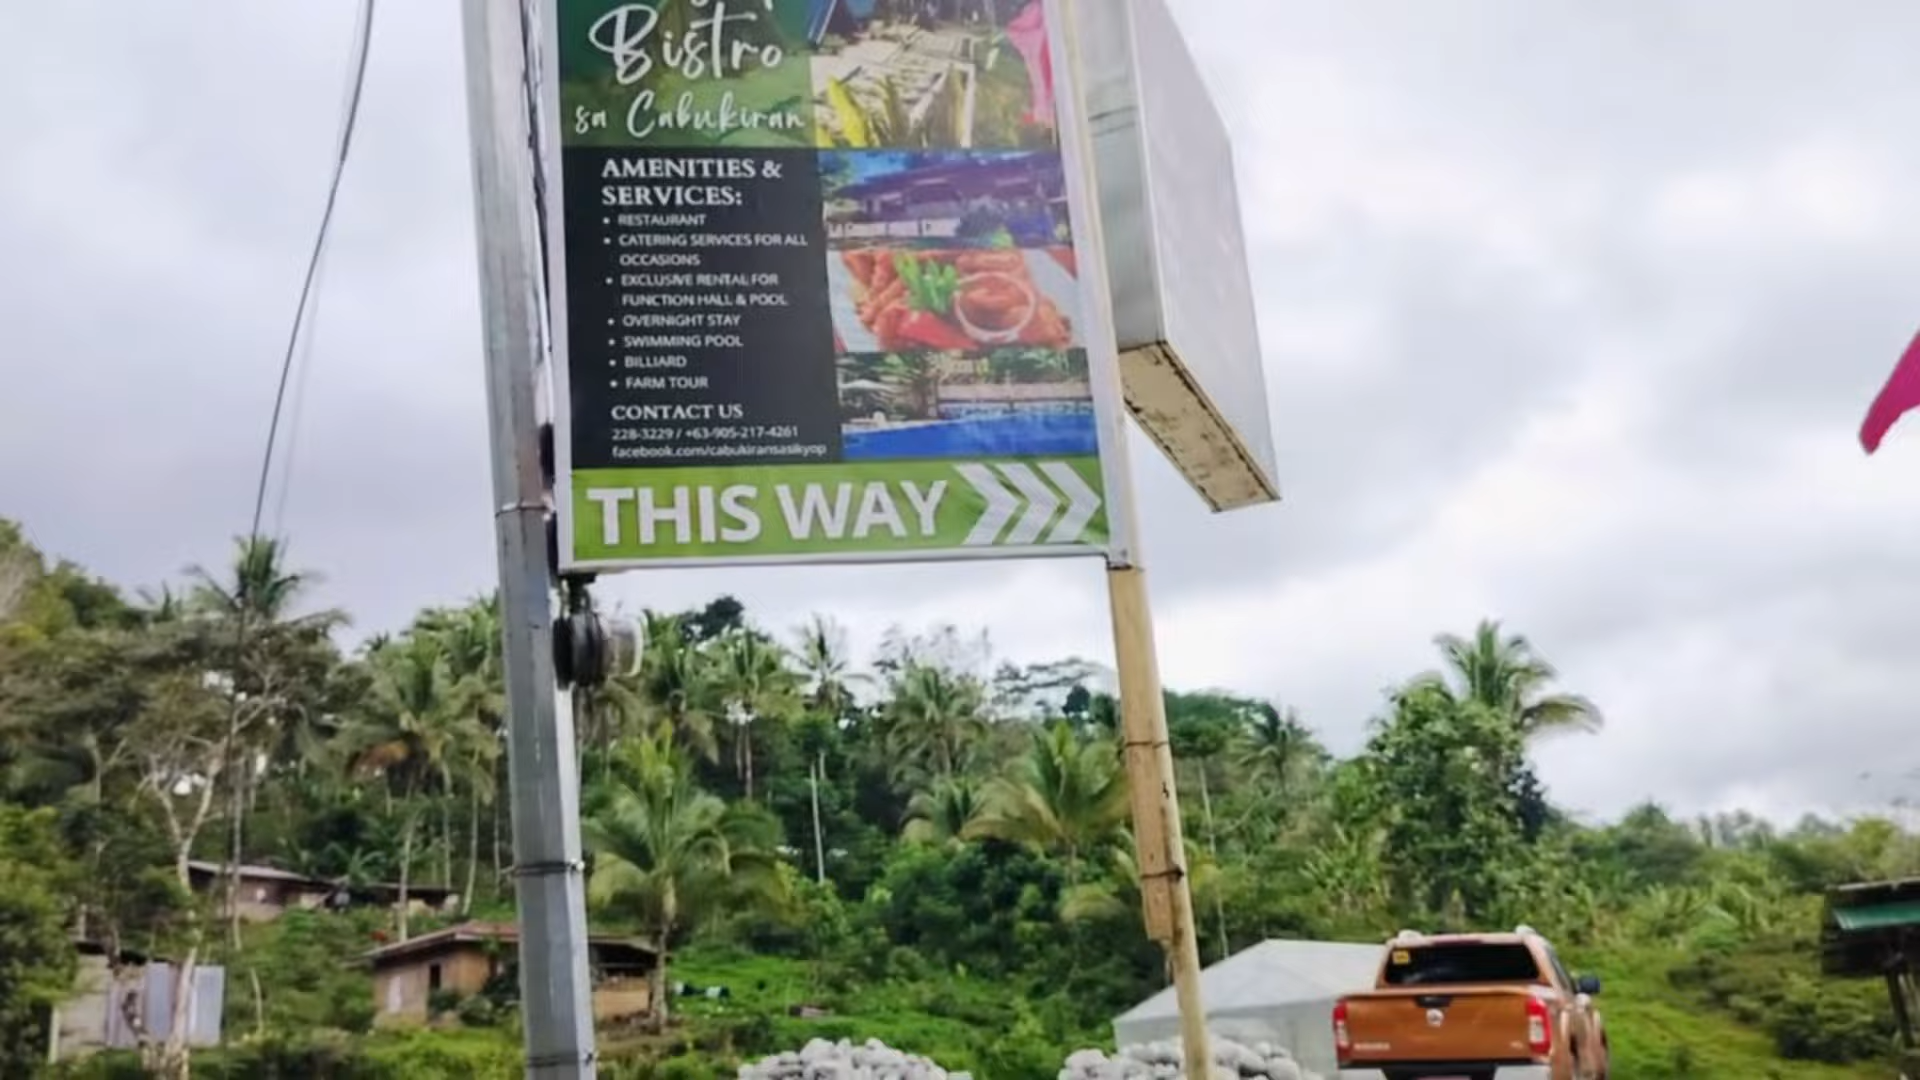 Bistro
sa Cabukiran
AMENITIES &
SERVICES:
• RESTAURANT
• CATERING SERVICES FOR ALL
OCCASIONS
• EXCLUSIVE RENTAL FOR
FUNCTION HALL & POOL
• OVERNIGHT STAY
• SWIMMING POOL
• BILLIARD
• FARM TOUR
CONTACT US
228-3229 / +63-905-217-4261
facebook.com/cabukiransasikyop
THIS WAY